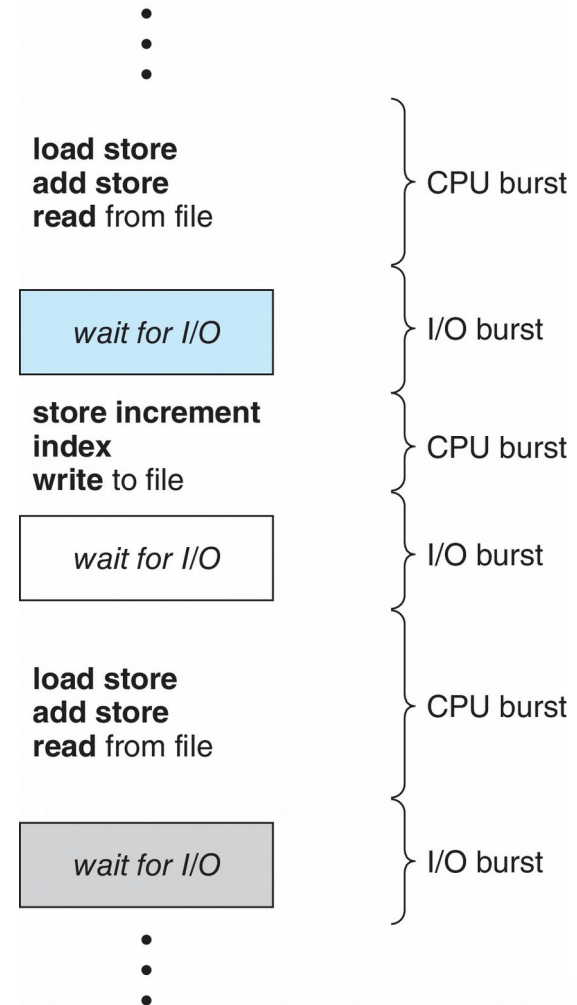 load store
add store
read from file
CPU burst
wait for I/O
I/O burst
store increment
index
write to file
CPU burst
wait for I/O
I/O burst
load store
add store
read from file
CPU burst
wait for I/O
I/O burst